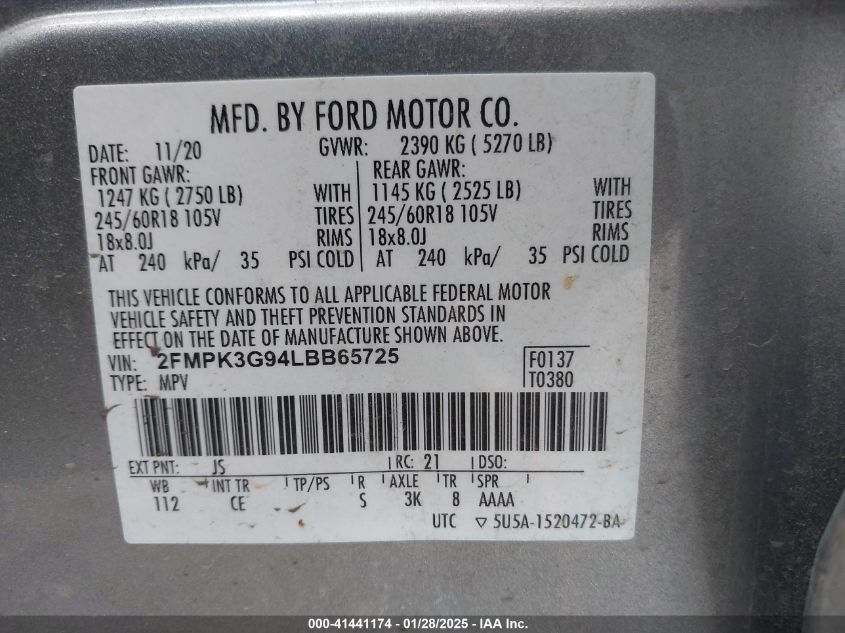 MFD. BY FORD MOTOR CO.
DATE: 11/20 GVWR: 2390 KG ( 5270 LB)
FRONT GAWR: REAR GAWR:
1247 KG ( 2750 LB) WITH 1145 KG ( 2525 LB) WITH
245/60R18 105V TIRES 245/60R18 105V TIRES
18x8.0J RIMS 18x8.0J RIMS
AT 240 kPa/ 35 PSI COLD AT 240 kPa/ 35 PSI COLD
THIS VEHICLE CONFORMS TO ALL APPLICABLE FEDERAL MOTOR
VEHICLE SAFETY AND THEFT PREVENTION STANDARDS IN
EFFECT ON THE DATE OF MANUFACTURE SHOWN ABOVE.
VIN: 2FMPK3G94LBB65725 F0137
TYPE: MPV T0380
EXT PNT: JS RC: 21 DSO:
WB INT TR TP/PS R AXLE TR SPR
112 CE S 3K 8 AAAA
UTC ▽ 5U5A-1520472-BA
000-41441174 | 01/28/2025 - IAA Inc.